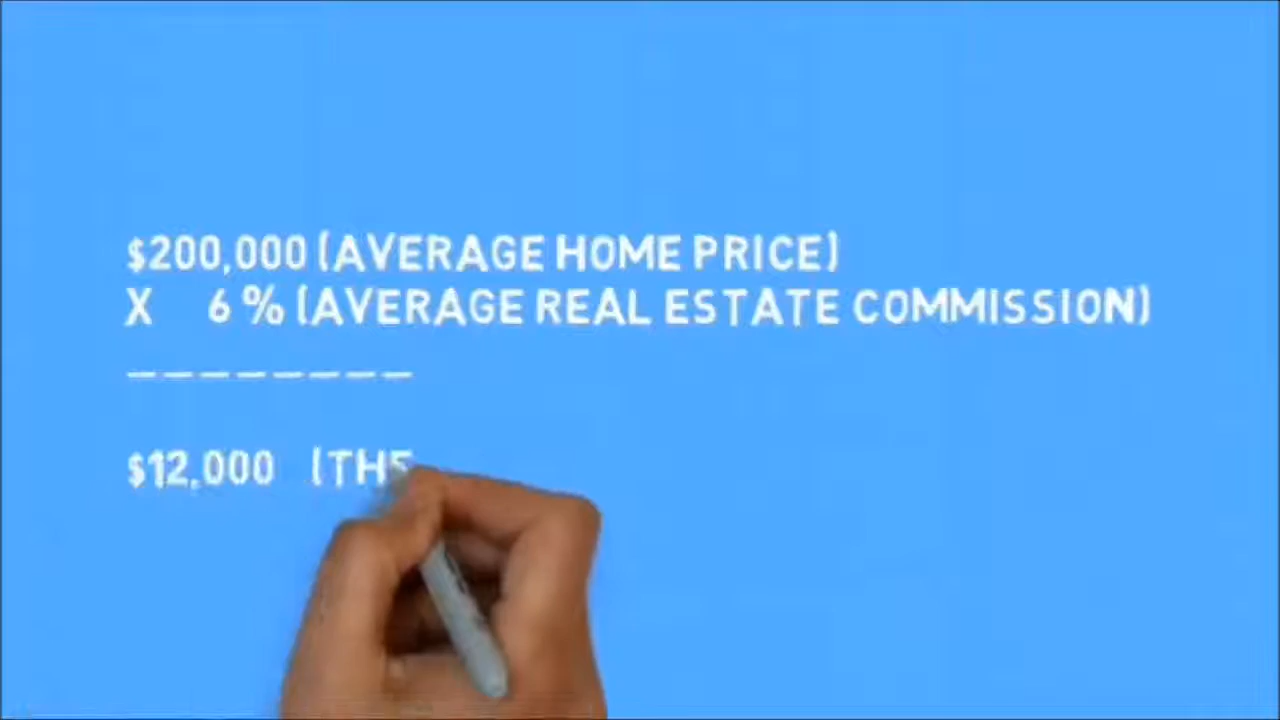 $200,000 (AVERAGE HOME PRICE)
X 6% (AVERAGE REAL ESTATE COMMISSION)
--------
$12,000 (THE